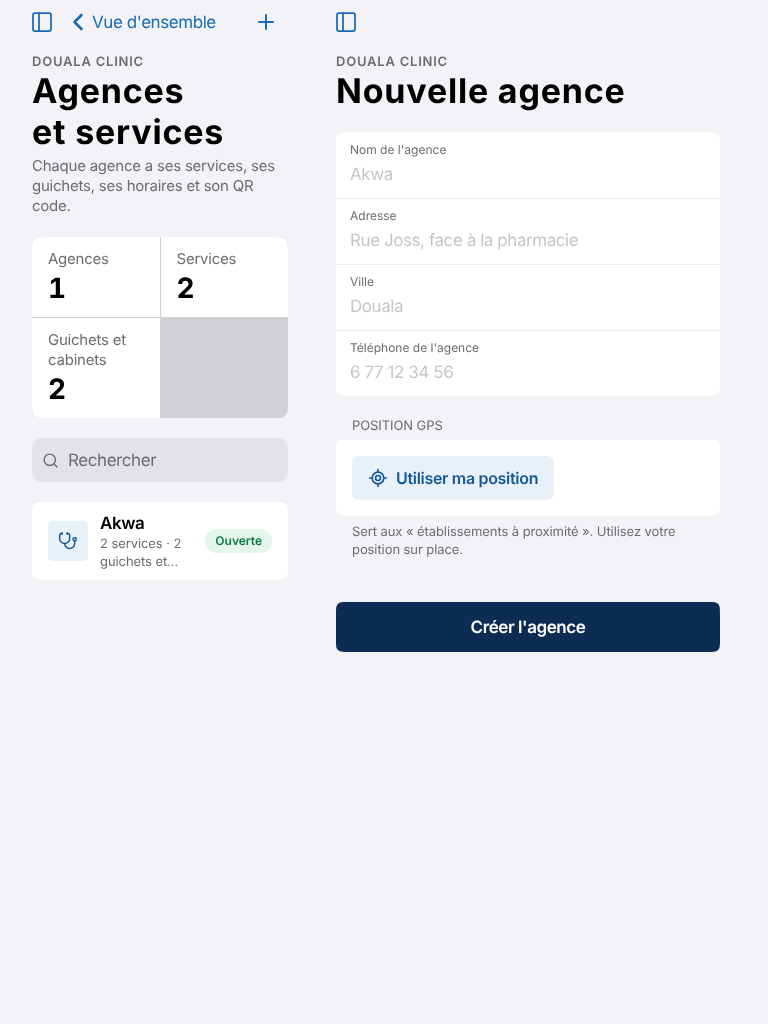 Vue d'ensemble
DOUALA CLINIC
Agences
et services
Chaque agence a ses services, ses
guichets, ses horaires et son QR
code.
Agences
1
Services
2
Guichets et
cabinets
2
Rechercher
Akwa
2 services · 2
guichets et...
Ouverte
DOUALA CLINIC
Nouvelle agence
Nom de l'agence
Akwa
Adresse
Rue Joss, face à la pharmacie
Ville
Douala
Téléphone de l'agence
6 77 12 34 56
POSITION GPS
Utiliser ma position
Sert aux « établissements à proximité ». Utilisez votre
position sur place.
Créer l'agence